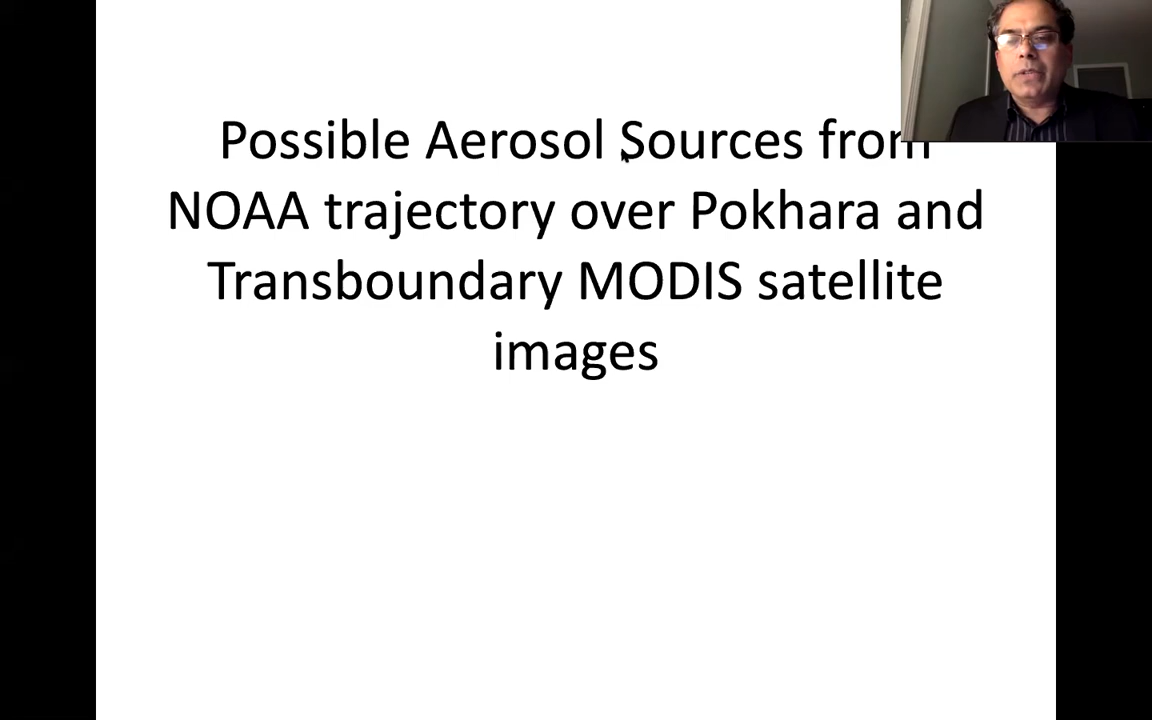 Possible Aerosol Sources from
NOAA trajectory over Pokhara and
Transboundary MODIS satellite
images